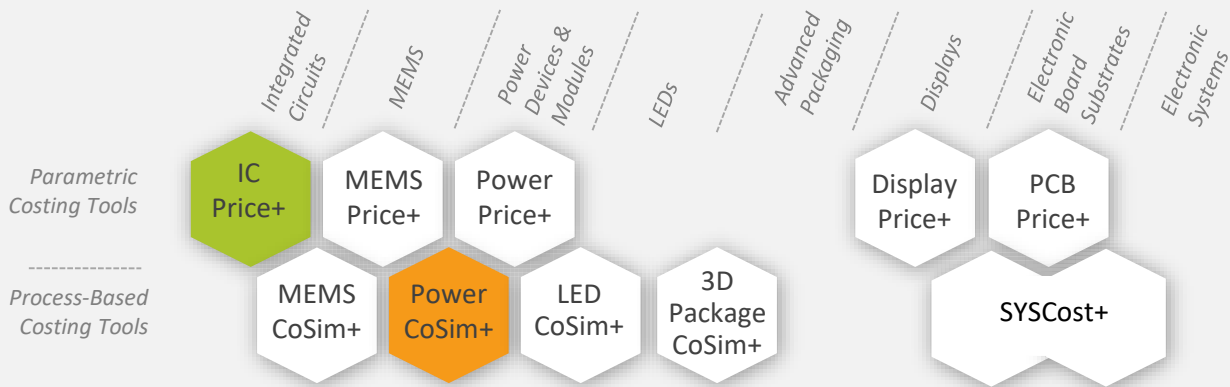 Integrated
Circuits
MEMS
Power
Devices &
Modules
LEDs
Advanced
Packaging
Displays
Electronic
Board
Substrates
Electronic
Systems
Parametric
Costing Tools
IC
Price+
MEMS
Price+
Power
Price+
Display
Price+
PCB
Price+
Process-Based
Costing Tools
MEMS
CoSim+
Power
CoSim+
LED
CoSim+
3D
Package
CoSim+
SYSCost+